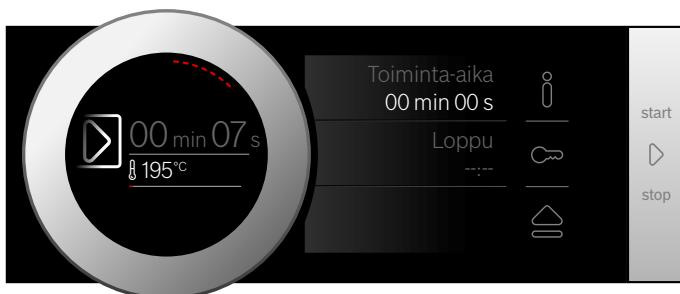 00 min 07 s
195°C
Toiminta-aika
00 min 00 s
Loppu
--:--
start
stop